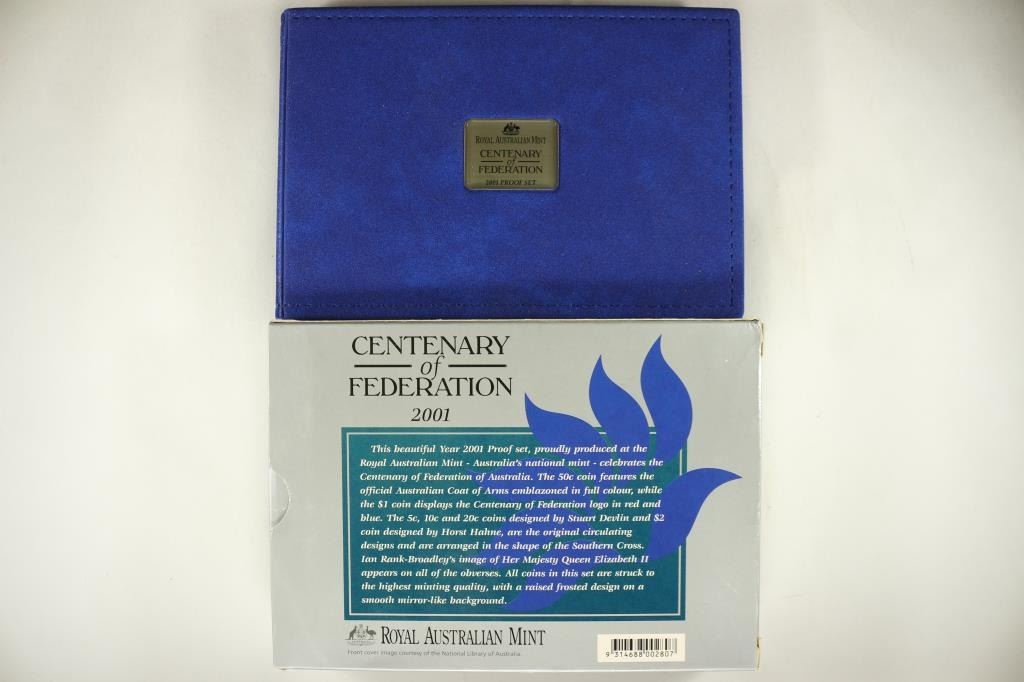 ROYAL AUSTRALIAN MINT
CENTENARY
of
FEDERATION
2001 PROOF SET
CENTENARY
of
FEDERATION
2001
This beautiful Year 2001 Proof set, proudly produced at the
Royal Australian Mint - Australia's national mint - celebrates the
Centenary of Federation of Australia. The 50c coin features the
official Australian Coat of Arms emblazoned in full colour, while
the $1 coin displays the Centenary of Federation logo in red and
blue. The 5c, 10c and 20c coins designed by Stuart Devlin and $2
coin designed by Horst Hahne, are the original circulating
designs and are arranged in the shape of the Southern Cross.
Ian Rank-Broadley's image of Her Majesty Queen Elizabeth II
appears on all of the obverses. All coins in this set are struck to
the highest minting quality, with a raised frosted design on a
smooth mirror-like background.
ROYAL AUSTRALIAN MINT
Front cover image courtesy of the National Library of Australia.
9 314688 002807